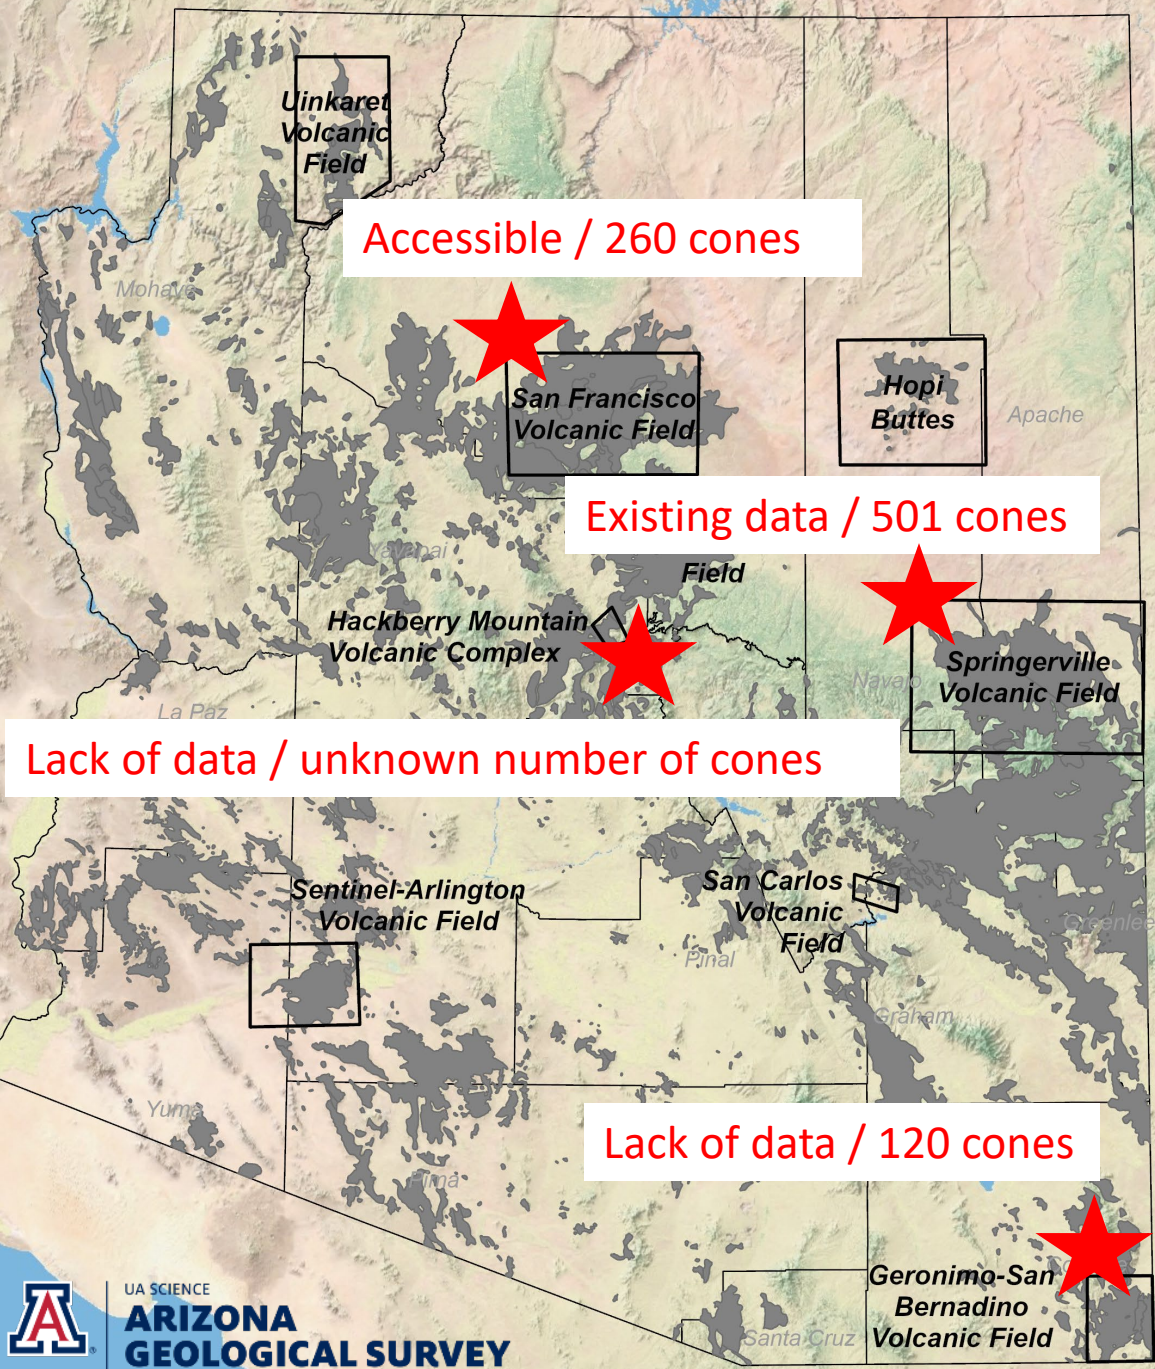 Uinkaret
Volcanic
Field
Accessible / 260 cones
Mohave
San Francisco
Volcanic Field
Hopi
Buttes
Apache
Existing data / 501 cones
Yavapai
Field
Hackberry Mountain
Volcanic Complex
Springerville
Volcanic Field
Navajo
La Paz
Lack of data / unknown number of cones
Sentinel-Arlington
Volcanic Field
San Carlos
Volcanic
Field
Greenlee
Pinal
Graham
Yuma
Lack of data / 120 cones
Pima
Geronimo-San
Bernadino
Volcanic Field
Santa Cruz
A
UA SCIENCE
ARIZONA
GEOLOGICAL SURVEY